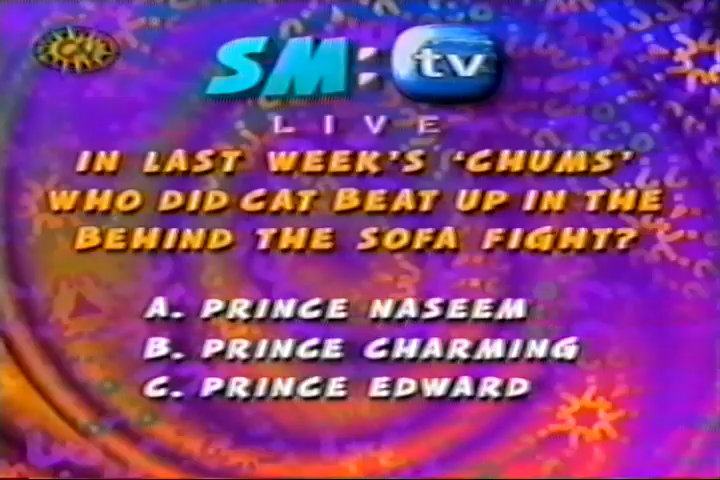 SM:tv
LIVE
IN LAST WEEK'S 'CHUMS'
WHO DID CAT BEAT UP IN THE
BEHIND THE SOFA FIGHT?
A. PRINCE NASEEM
B. PRINCE CHARMING
C. PRINCE EDWARD